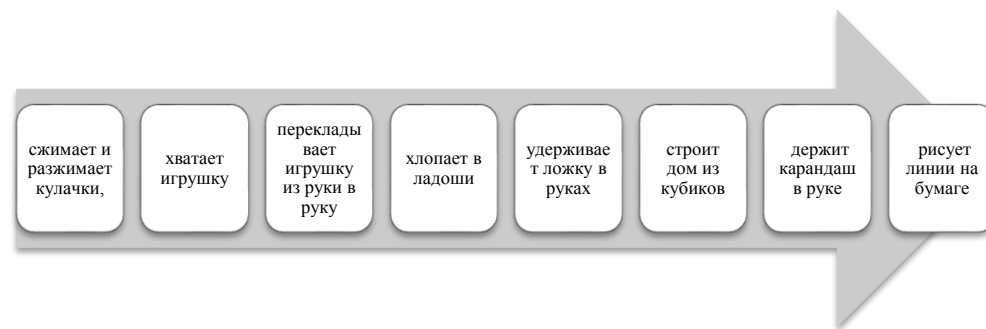 сжимает и
разжимает
кулачки,
хватает
игрушку
переклады
вает
игрушку
из руки в
руку
хлопает в
ладоши
удерживае
т ложку в
руках
строит
дом из
кубиков
держит
карандаш
в руке
рисует
линии на
бумаге